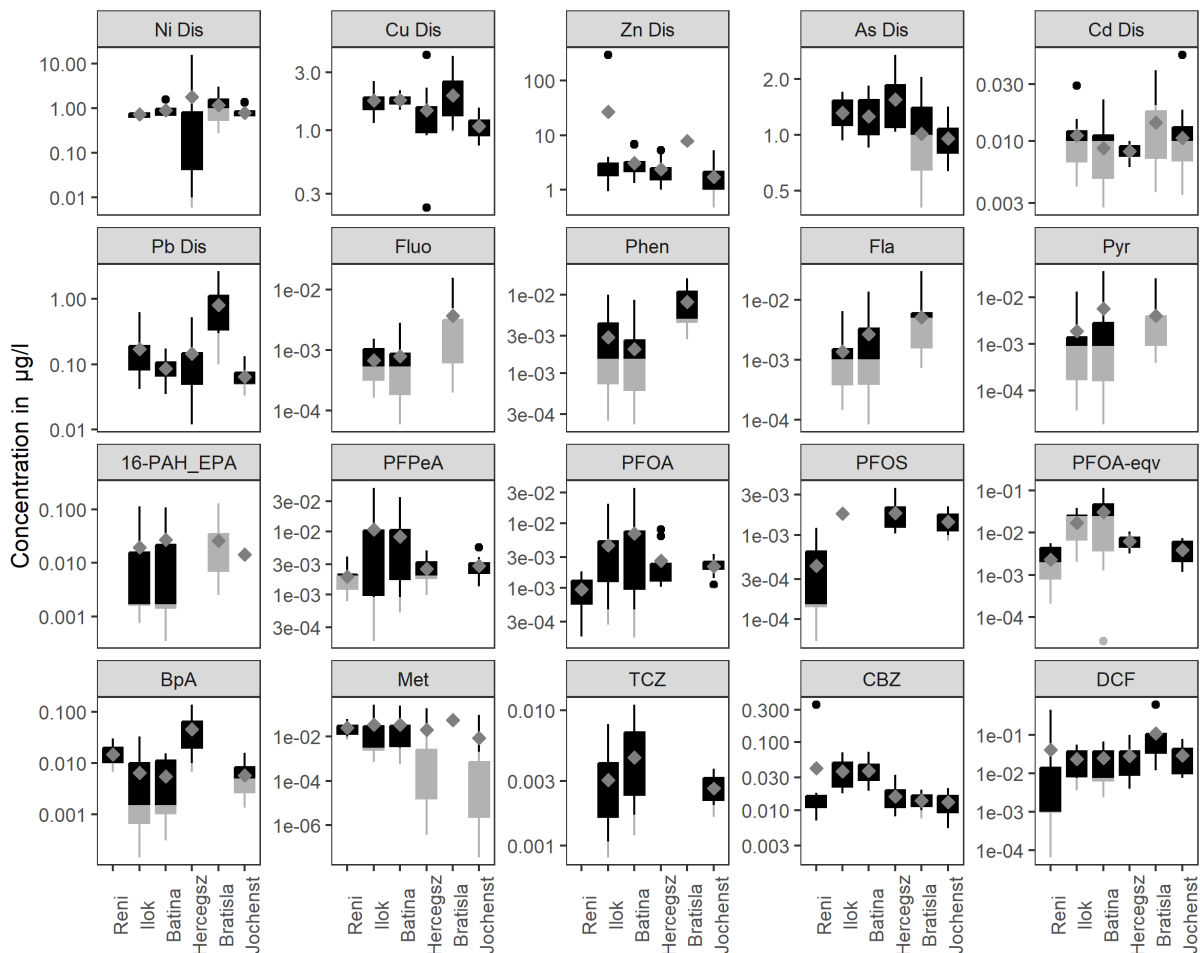 Concentration in µg/l
Ni Dis Cu Dis Zn Dis As Dis Cd Dis
10.00
1.00
0.10
0.01
3.0
1.0
0.3
100
10
1
2.0
1.0
0.5
0.030
0.010
0.003
Pb Dis Fluo Phen Fla Pyr
1.00
0.10
0.01
1e-02
1e-03
1e-04
1e-02
1e-03
3e-04
1e-02
1e-03
1e-04
1e-02
1e-03
1e-04
16-PAH_EPA PFPeA PFOA PFOS PFOA-eqv
0.100
0.010
0.001
3e-02
1e-02
3e-03
1e-03
3e-04
3e-02
1e-02
3e-03
1e-03
3e-04
3e-03
1e-03
3e-04
1e-04
1e-01
1e-02
1e-03
1e-04
BpA Met TCZ CBZ DCF
0.100
0.010
0.001
1e-02
1e-04
1e-06
0.010
0.003
0.001
0.300
0.100
0.030
0.010
0.003
1e-01
1e-02
1e-03
1e-04
Reni
Ilok
Batina
Hercegsz
Bratisla
Jochenst
Reni
Ilok
Batina
Hercegsz
Bratisla
Jochenst
Reni
Ilok
Batina
Hercegsz
Bratisla
Jochenst
Reni
Ilok
Batina
Hercegsz
Bratisla
Jochenst
Reni
Ilok
Batina
Hercegsz
Bratisla
Jochenst